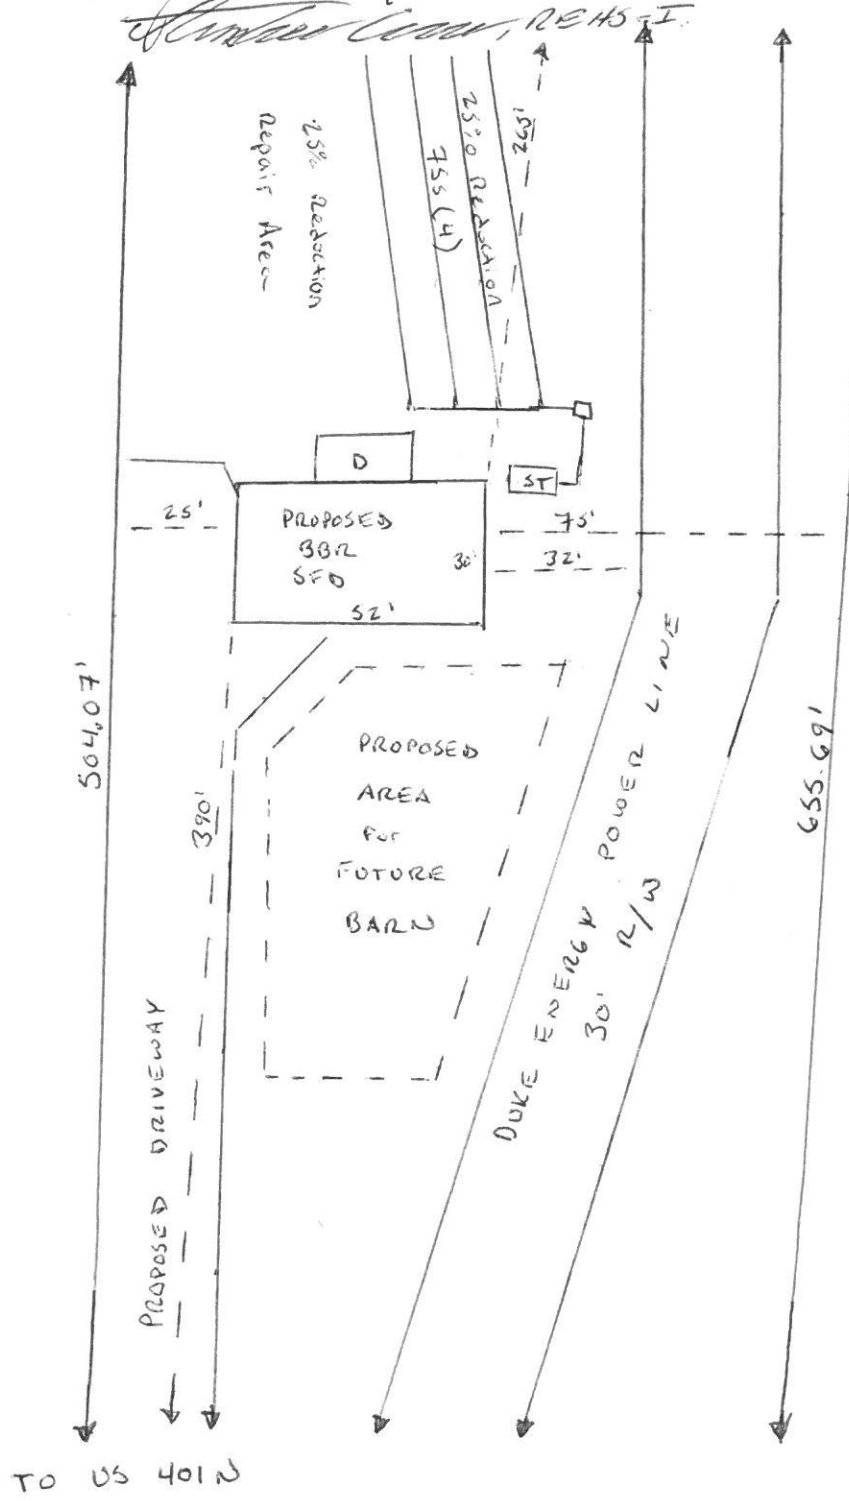 , REHS-I
25% Reduction
Repair Area
75s (4)
25% Reduction
265'
D
ST
25'
PROPOSED
3BR
SFD
30'
52'
75'
32'
504.07'
390'
PROPOSED
AREA
For
FUTURE
BARN
DUKE ENERGY POWER LINE
30' R/W
655.69'
PROPOSED DRIVEWAY
TO US 401 N